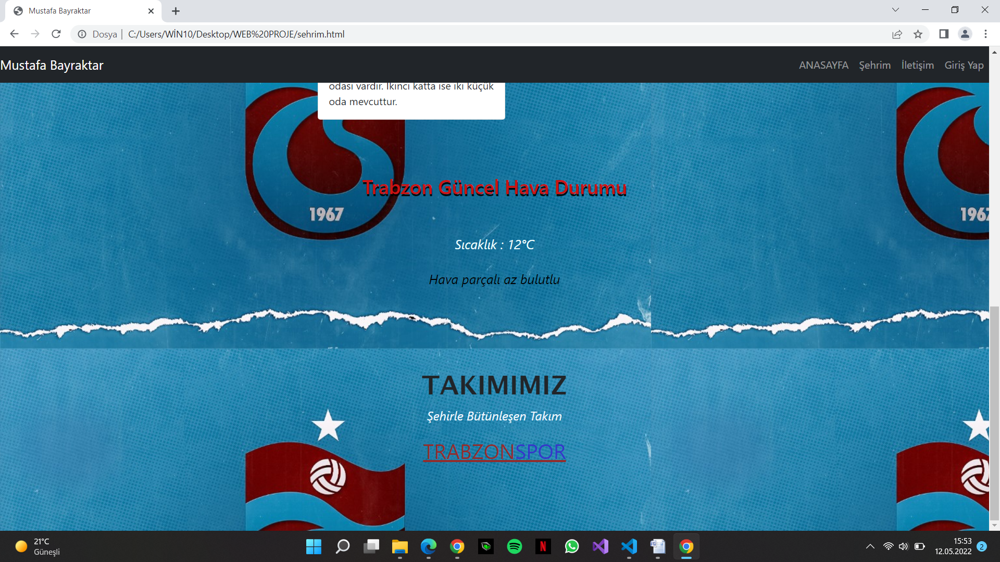 Mustafa Bayraktar
Dosya
C:/Users/WİN10/Desktop/WEB%20PROJE/sehrim.html
Mustafa Bayraktar
ANASAYFA Şehrim İletişim Giriş Yap
odası vardır. İkinci katta ise iki küçük
oda mevcuttur.
1967
1967
Trabzon Güncel Hava Durumu
Sıcaklık : 12°C
Hava parçalı az bulutlu
TAKIMIMIZ
Şehirle Bütünleşen Takım
TRABZONSPOR
21°C
Güneşli
N
15:53
12.05.2022
2